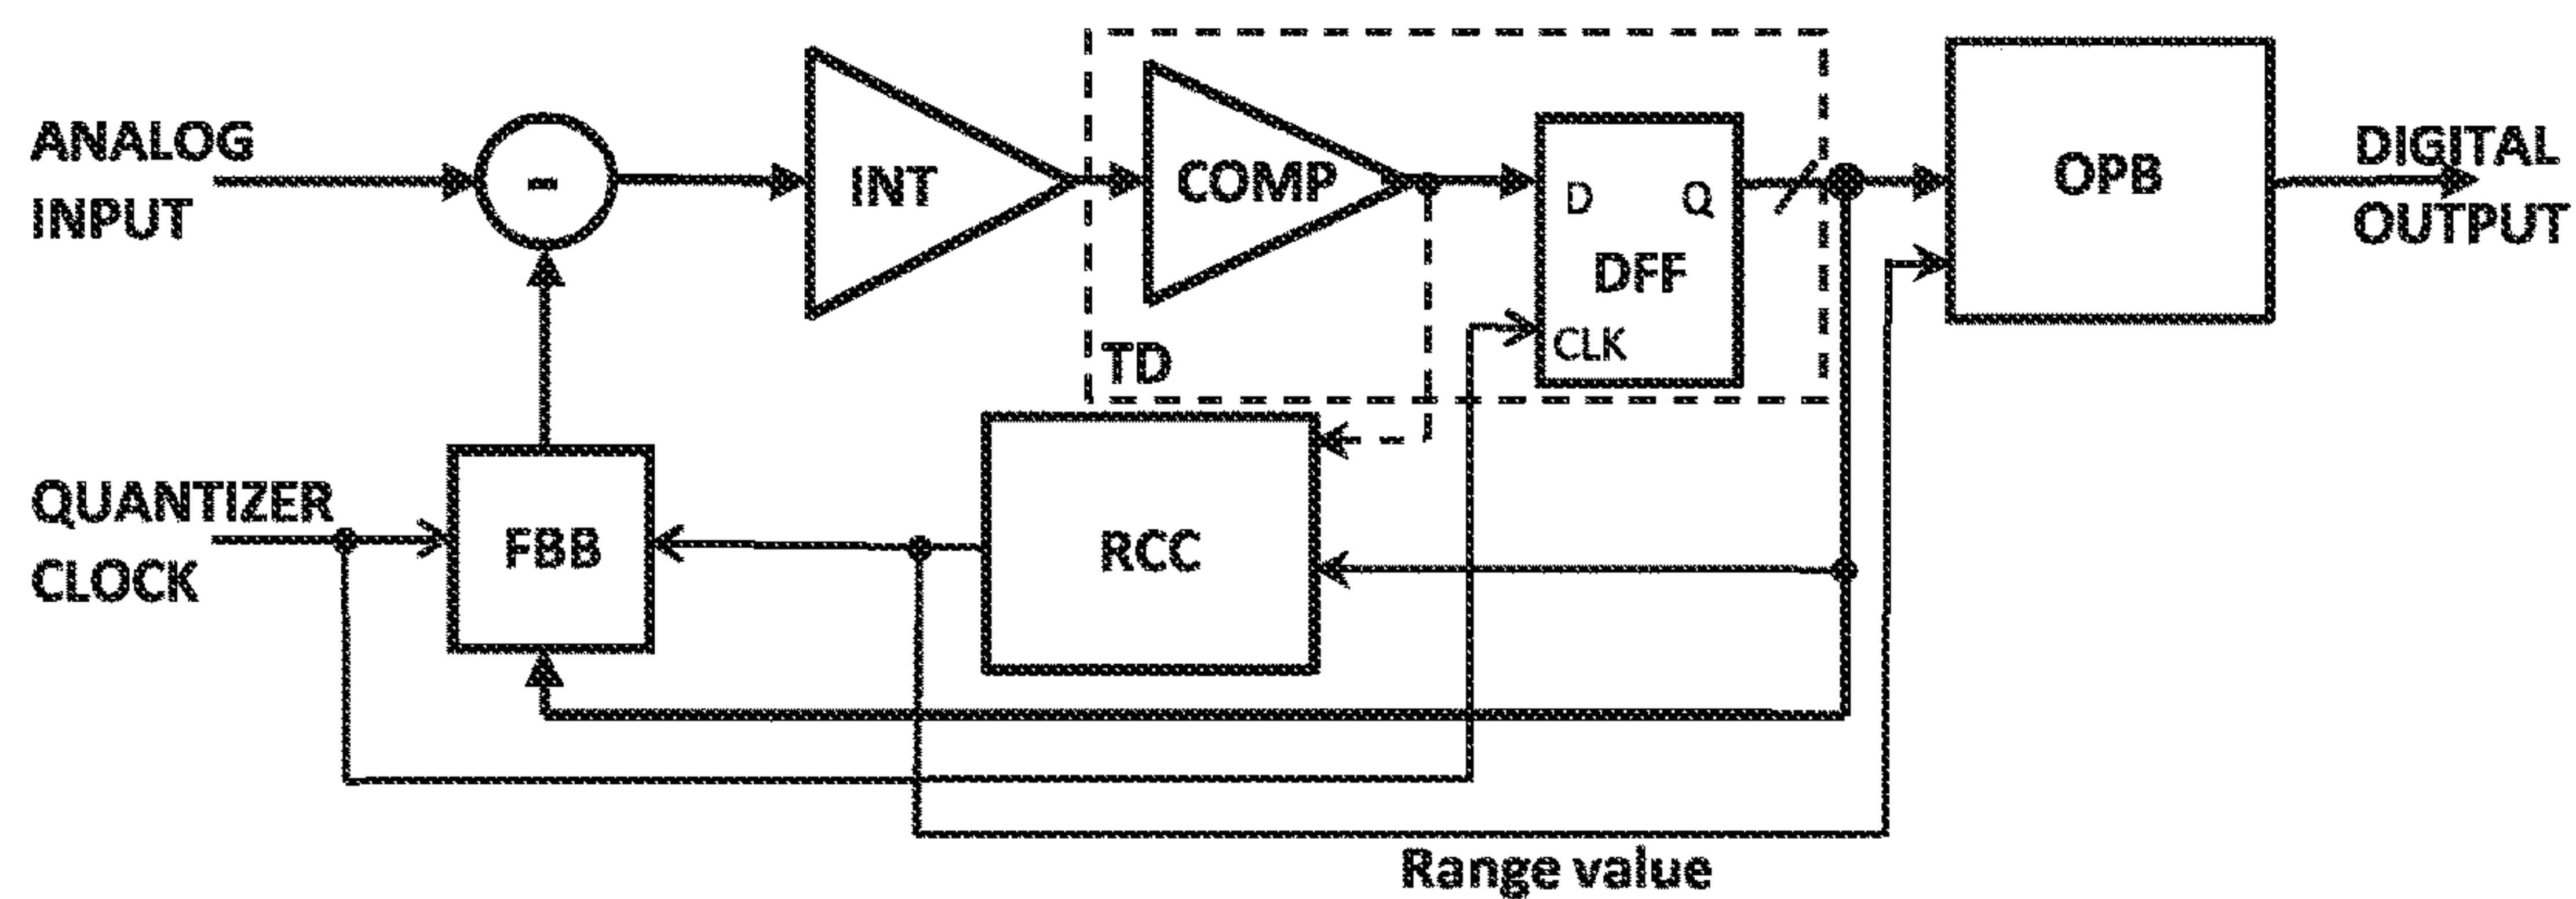 ANALOG
INPUT
-
INT
COMP
D
Q
DFF
CLK
TD
OPB
DIGITAL
OUTPUT
QUANTIZER
CLOCK
FBB
RCC
Range value